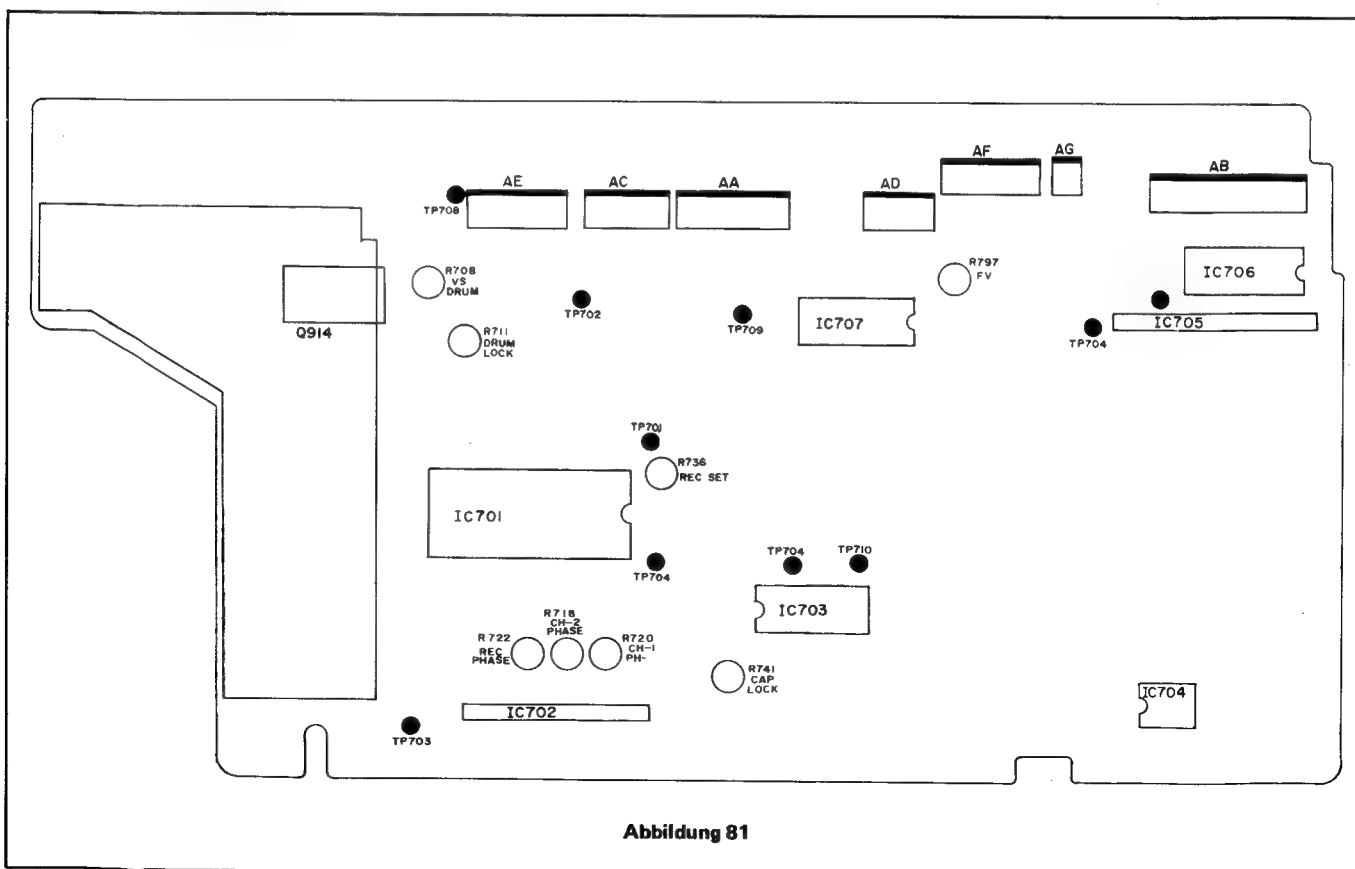 AF
AG
AB
AE
AC
AA
AD
TP708
R708
VS
DRUM
R797
FV
IC706
Q914
TP702
TP709
IC707
IC705
TP704
R711
DRUM
LOCK
TP701
R736
REC SET
IC701
TP704
TP704
TP710
IC703
R722
REC
PHASE
R718
CH-2
PHASE
R720
CH-1
PH-
R741
CAP
LOCK
IC704
IC702
TP703
Abbildung 81